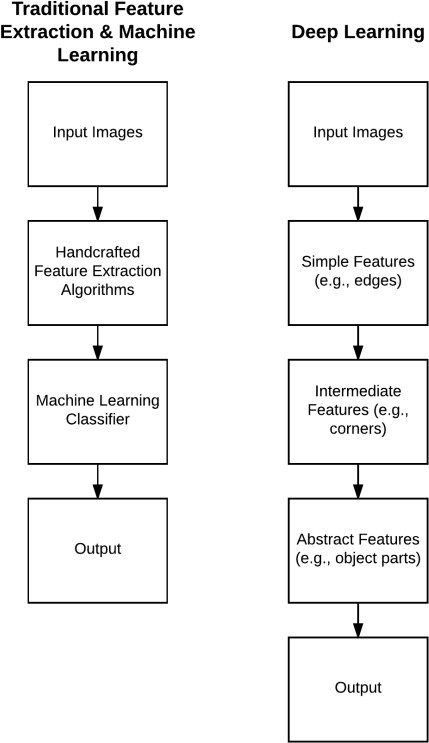 Traditional Feature
Extraction & Machine
Learning
Input Images
Handcrafted
Feature Extraction
Algorithms
Machine Learning
Classifier
Output
Deep Learning
Input Images
Simple Features
(e.g., edges)
Intermediate
Features (e.g.,
corners)
Abstract Features
(e.g., object parts)
Output